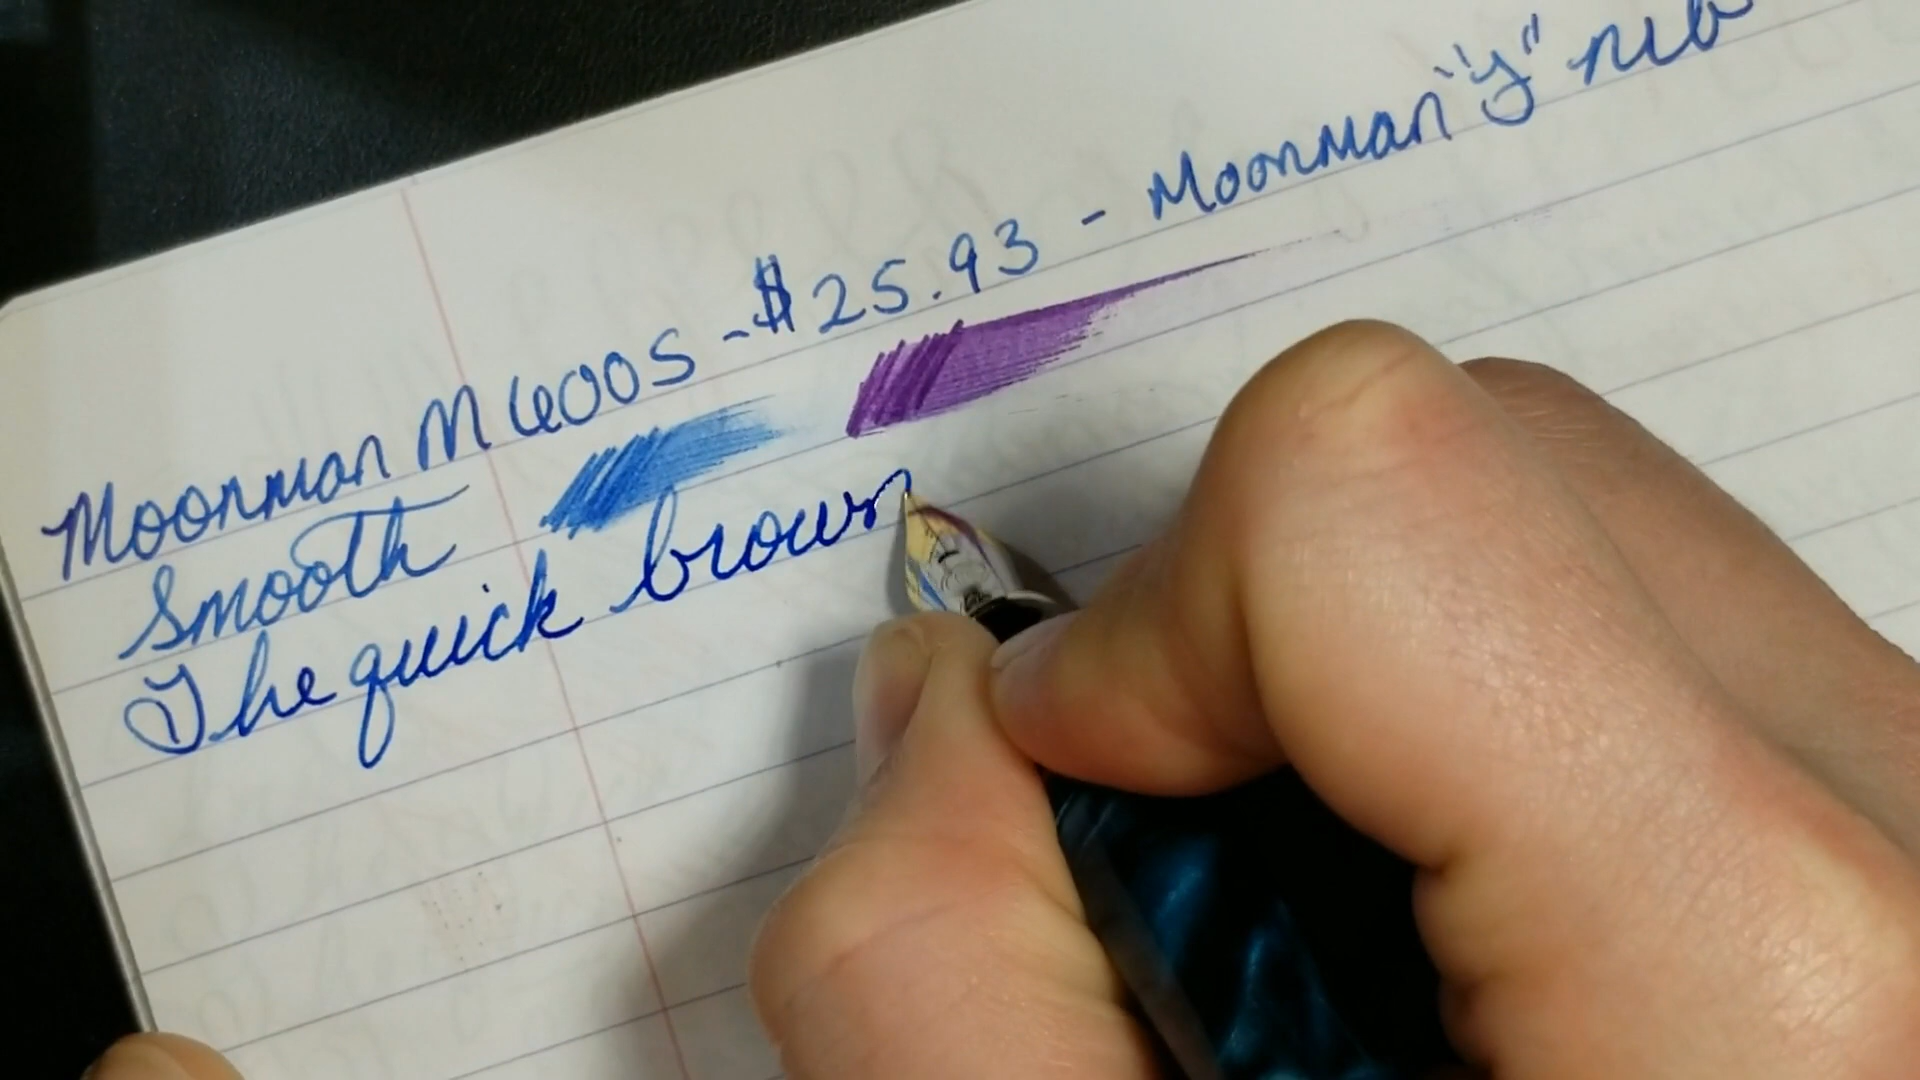 Moonman M600S - $25.93 - Moonman "y" nib
Smooth
The quick brown